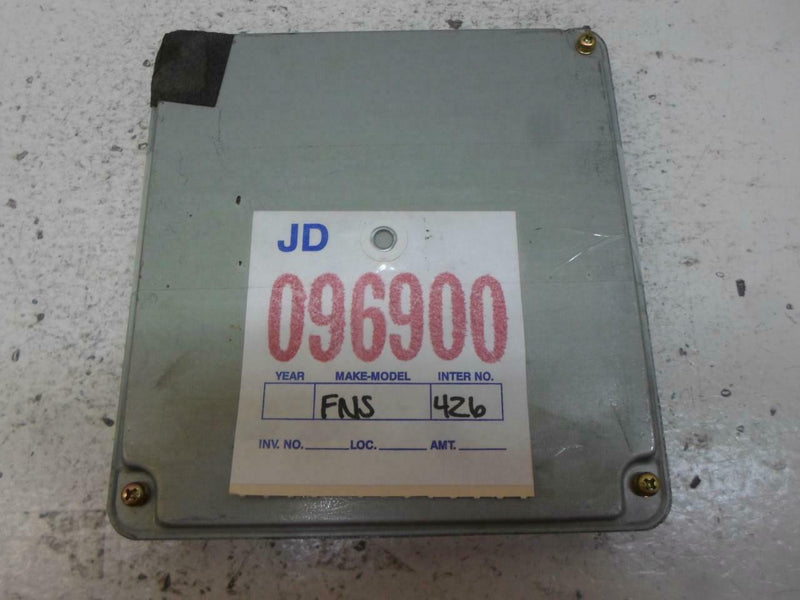 JD
096900
YEAR MAKE-MODEL INTER NO.
FNS 426
INV. NO. LOC. AMT.